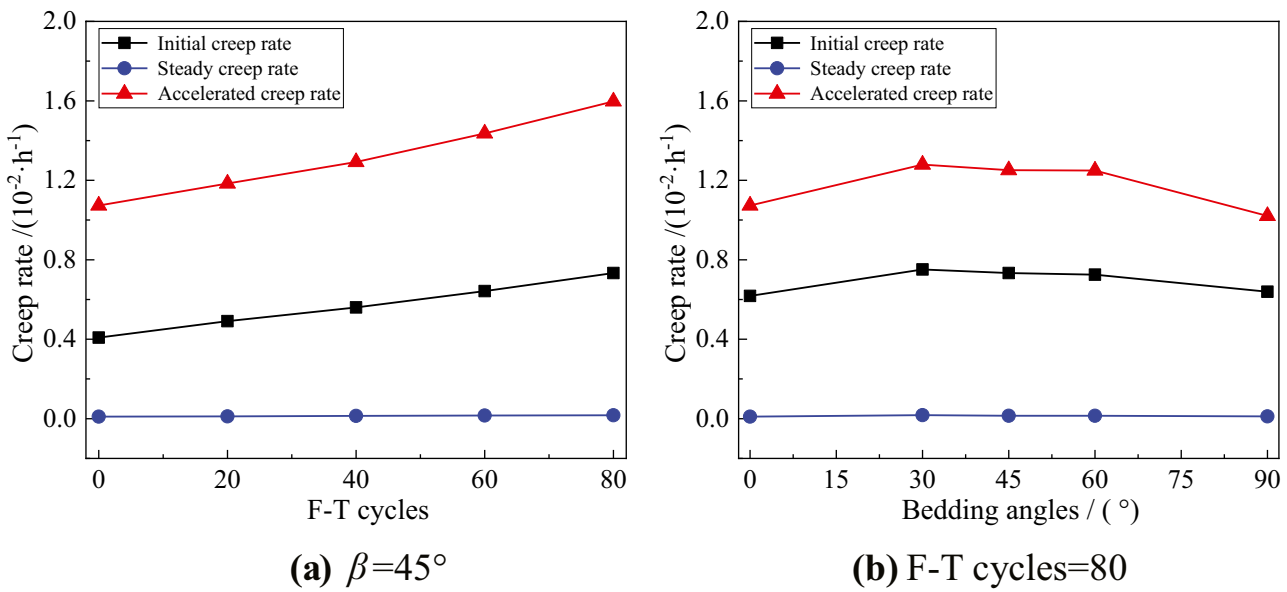 2.0
1.6
1.2
0.8
0.4
0.0
Creep rate /(10⁻²·h⁻¹)
Initial creep rate
Steady creep rate
Accelerated creep rate
0 20 40 60 80
F-T cycles
(a) β=45°
2.0
1.6
1.2
0.8
0.4
0.0
Creep rate /(10⁻²·h⁻¹)
Initial creep rate
Steady creep rate
Accelerated creep rate
0 15 30 45 60 75 90
Bedding angles / ( °)
(b) F-T cycles=80